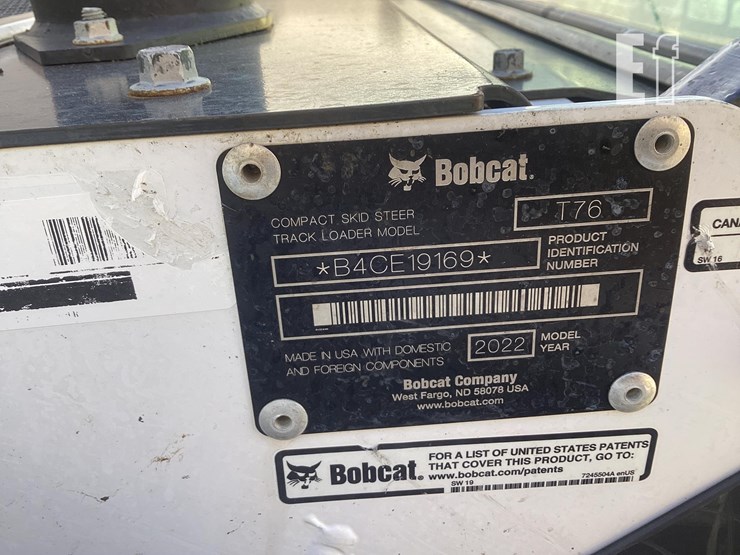 Ef
Bobcat.
COMPACT SKID STEER
TRACK LOADER MODEL
T76
*B4CE19169*
PRODUCT
IDENTIFICATION
NUMBER
MADE IN USA WITH DOMESTIC
AND FOREIGN COMPONENTS
2022
MODEL
YEAR
Bobcat Company
West Fargo, ND 58078 USA
www.bobcat.com
SW 16
Bobcat.
FOR A LIST OF UNITED STATES PATENTS
THAT COVER THIS PRODUCT, GO TO:
www.bobcat.com/patents
7245504A enUS
SW 19